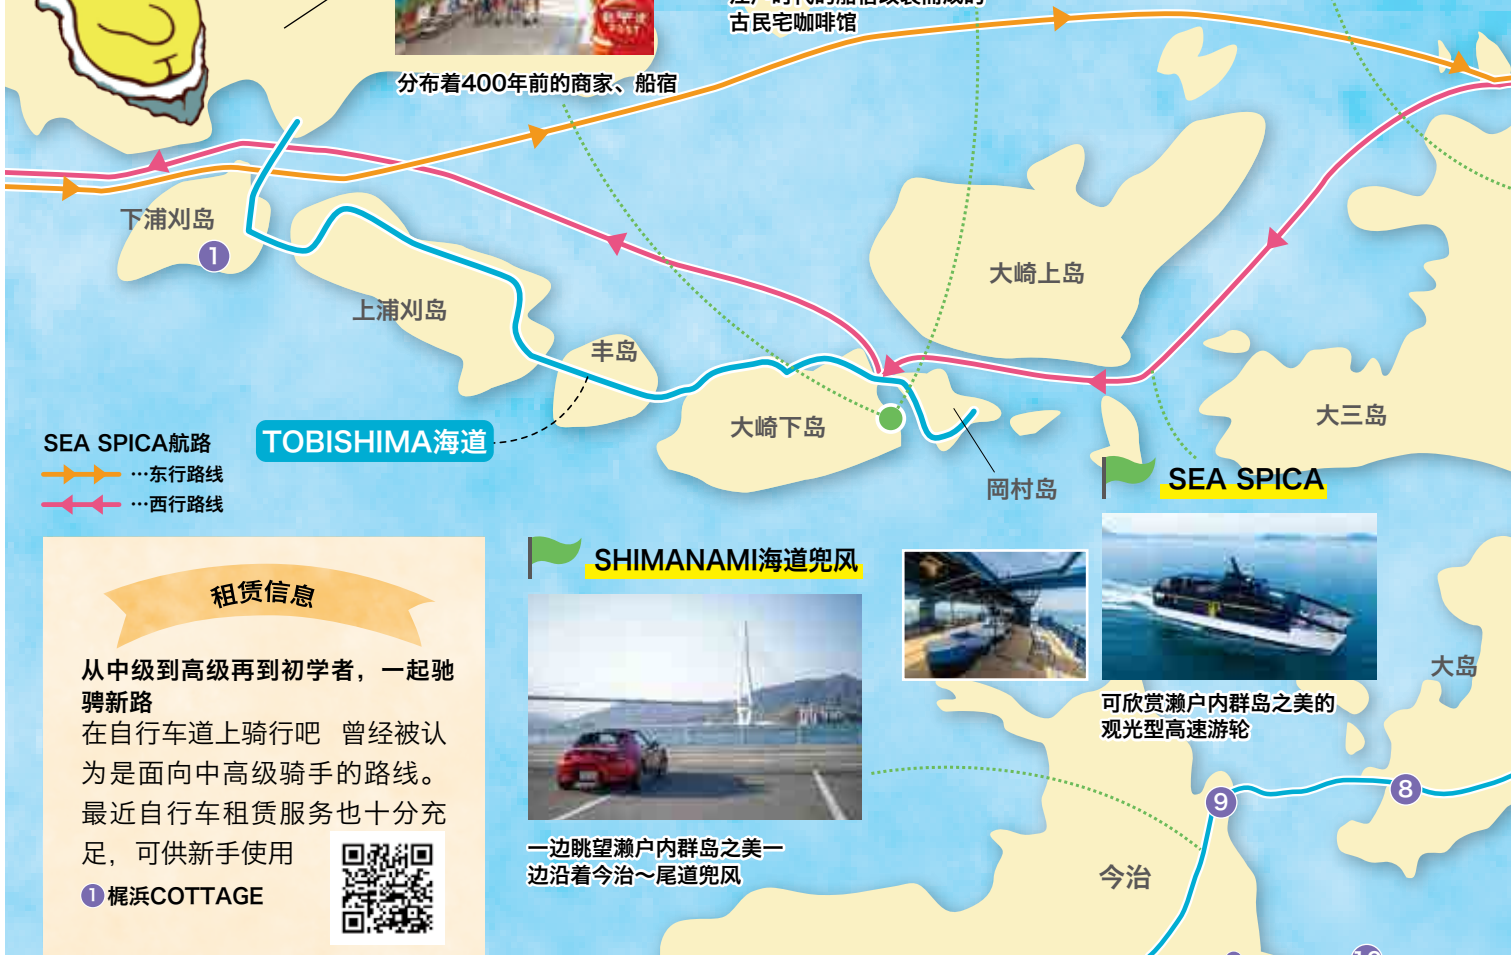 古民宅咖啡馆
分布着400年前的商家、船宿
下浦刈岛
1
上浦刈岛
丰岛
大崎上岛
大崎下岛
大三岛
岡村岛
TOBISHIMA海道
SEA SPICA航路
…东行路线
…西行路线
SEA SPICA
可欣赏濑户内群岛之美的
观光型高速游轮
SHIMANAMI海道兜风
一边眺望濑户内群岛之美一
边沿着今治～尾道兜风
租赁信息
从中级到高级再到初学者，一起驰
骋新路
在自行车道上骑行吧 曾经被认
为是面向中高级骑手的路线。
最近自行车租赁服务也十分充
足，可供新手使用
1 梶浜COTTAGE
大岛
8
9
今治